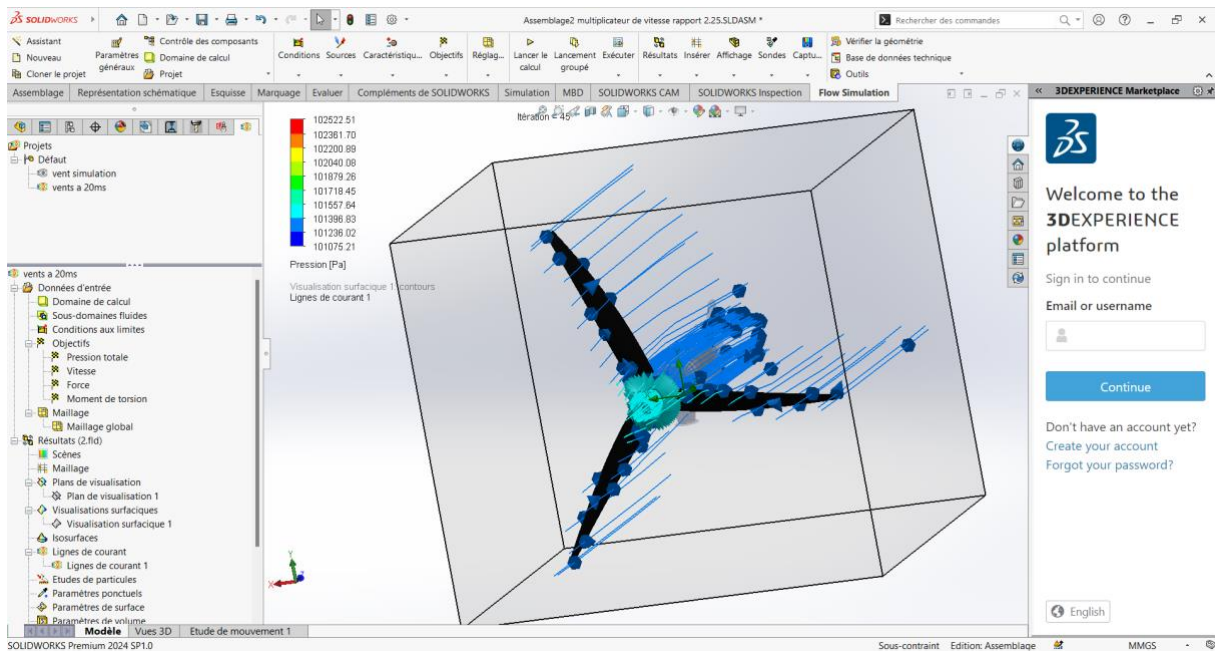 SOLIDWORKS
Assemblage2 multiplicateur de vitesse rapport 2.25.SLDASM *
Rechercher des commandes
Assistant
Nouveau
Cloner le projet
Paramètres généraux
Contrôle des composants
Domaine de calcul
Projet
Conditions
Sources
Caractéristiqu...
Objectifs
Réglag...
Lancer le calcul
Lancement groupé
Exécuter
Résultats
Insérer
Affichage
Sondes
Captu...
Vérifier la géométrie
Base de données technique
Outils
Assemblage
Représentation schématique
Esquisse
Marquage
Evaluer
Compléments de SOLIDWORKS
Simulation
MBD
SOLIDWORKS CAM
SOLIDWORKS Inspection
Flow Simulation
3DEXPERIENCE Marketplace
Projets
Défaut
vent simulation
vents a 20ms
vents a 20ms
Données d'entrée
Domaine de calcul
Sous-domaines fluides
Conditions aux limites
Objectifs
Pression totale
Vitesse
Force
Moment de torsion
Maillage
Maillage global
Résultats (2.fld)
Scènes
Maillage
Plans de visualisation
Plan de visualisation 1
Visualisations surfaciques
Visualisation surfacique 1
Isosurfaces
Lignes de courant
Lignes de courant 1
Etudes de particules
Paramètres ponctuels
Paramètres de surface
Paramètres de volume
Itération = 45
102522.51
102361.70
102200.89
102040.08
101879.26
101718.45
101557.64
101396.83
101236.02
101075.21
Pression [Pa]
Visualisation surfacique 1: contours
Lignes de courant 1
Y
X
Z
Welcome to the
3DEXPERIENCE
platform
Sign in to continue
Email or username
Continue
Don't have an account yet?
Create your account
Forgot your password?
English
Modèle
Vues 3D
Etude de mouvement 1
SOLIDWORKS Premium 2024 SP1.0
Sous-contraint
Edition: Assemblage
MMGS